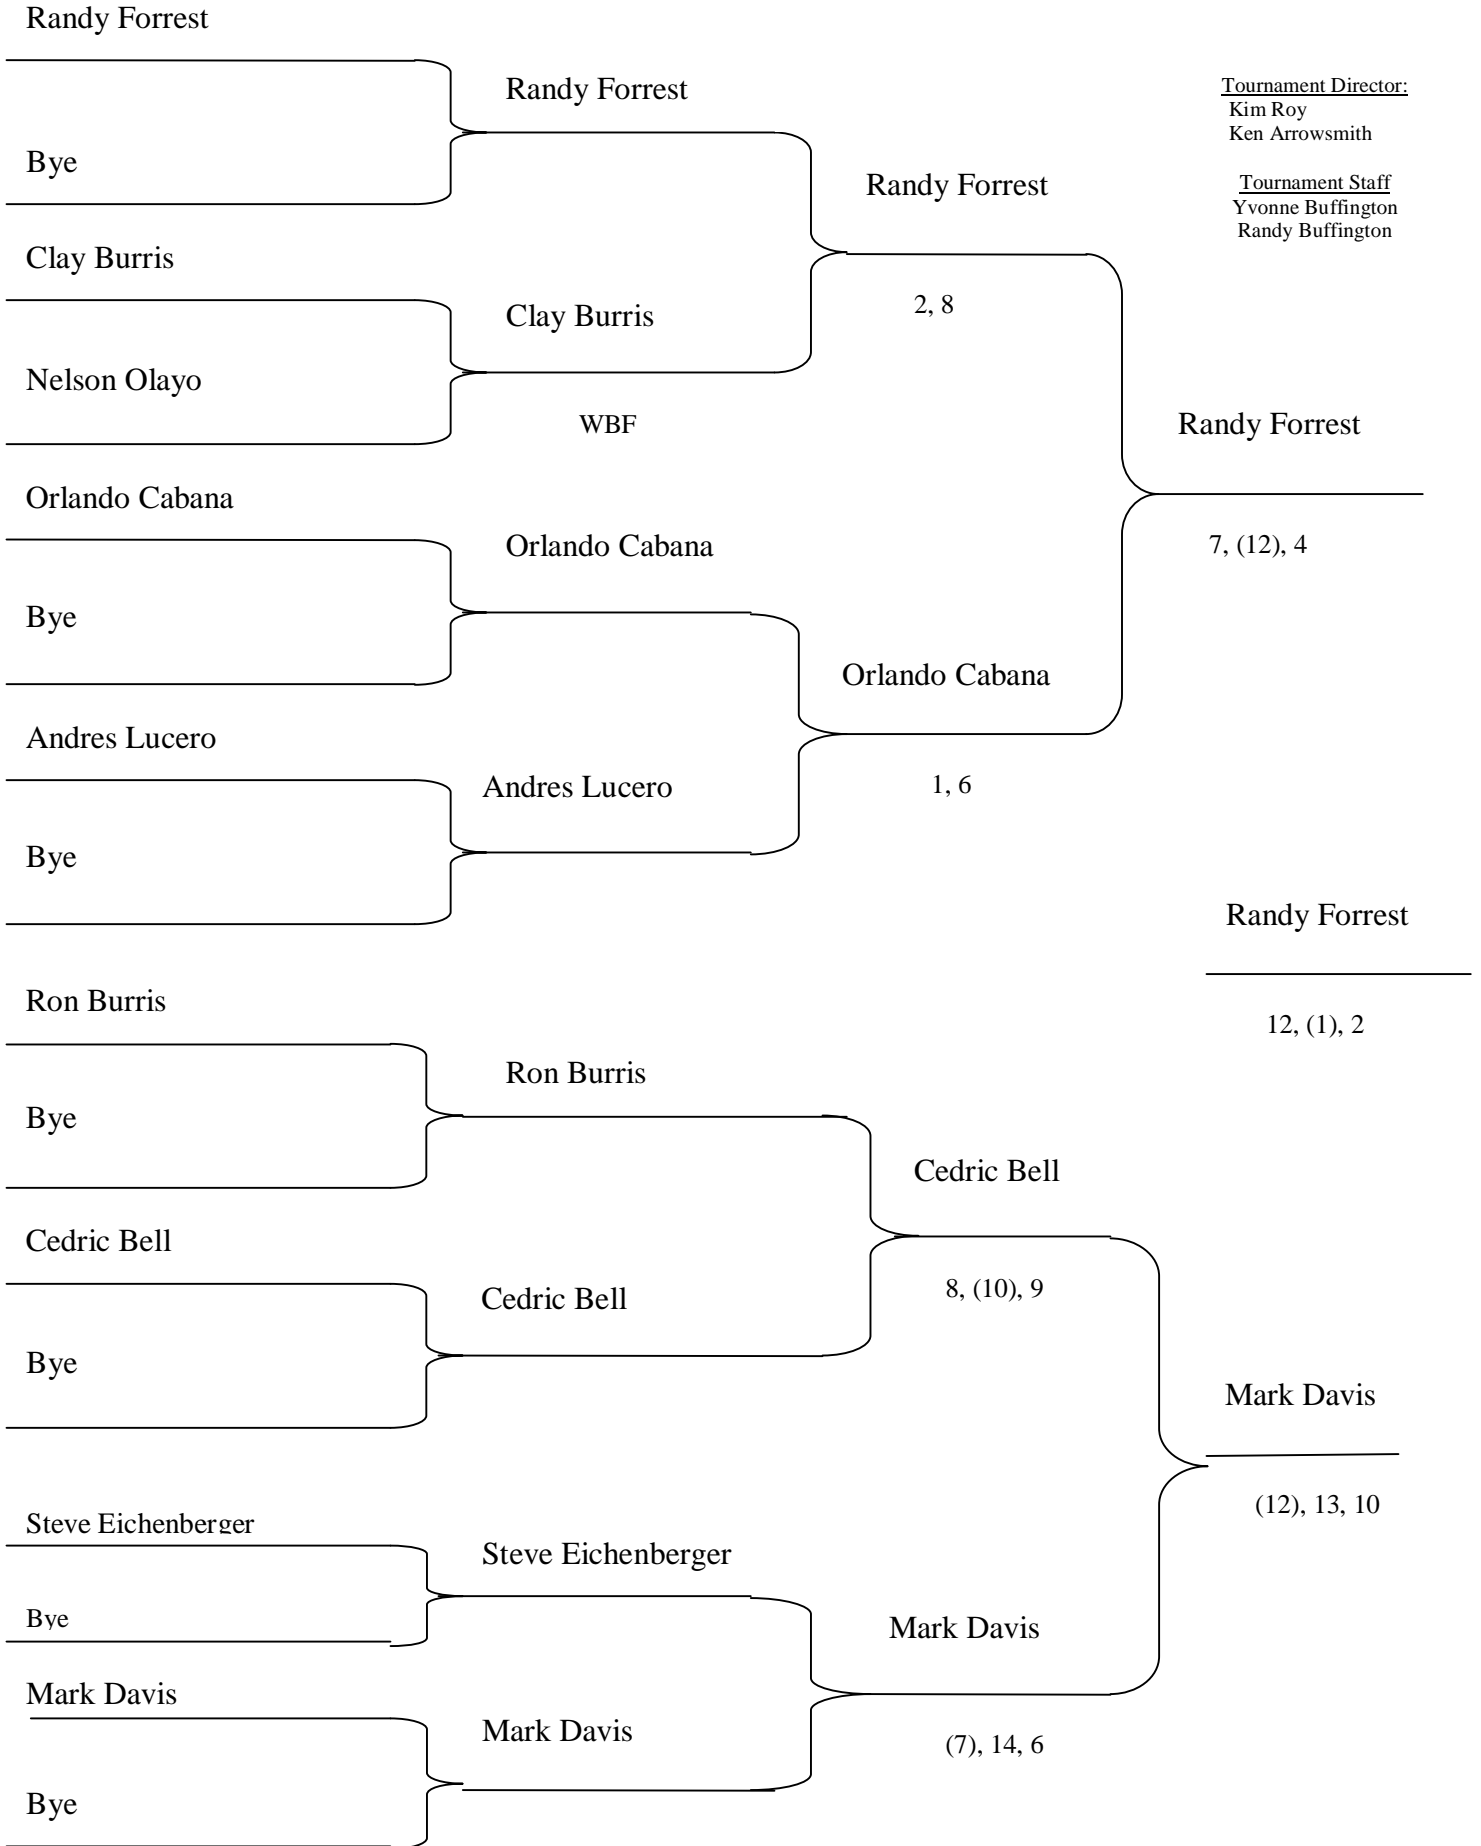 Randy Forrest
Randy Forrest
Tournament Director:
Kim Roy
Ken Arrowsmith
Bye
Randy Forrest
Tournament Staff
Yvonne Buffington
Randy Buffington
Clay Burris
2, 8
Clay Burris
Nelson Olayo
WBF
Randy Forrest
Orlando Cabana
Orlando Cabana
7, (12), 4
Bye
Orlando Cabana
Andres Lucero
Andres Lucero
1, 6
Bye
Randy Forrest
Ron Burris
12, (1), 2
Ron Burris
Bye
Cedric Bell
Cedric Bell
8, (10), 9
Cedric Bell
Bye
Mark Davis
(12), 13, 10
Steve Eichenberger
Steve Eichenberger
Bye
Mark Davis
Mark Davis
Mark Davis
(7), 14, 6
Bye